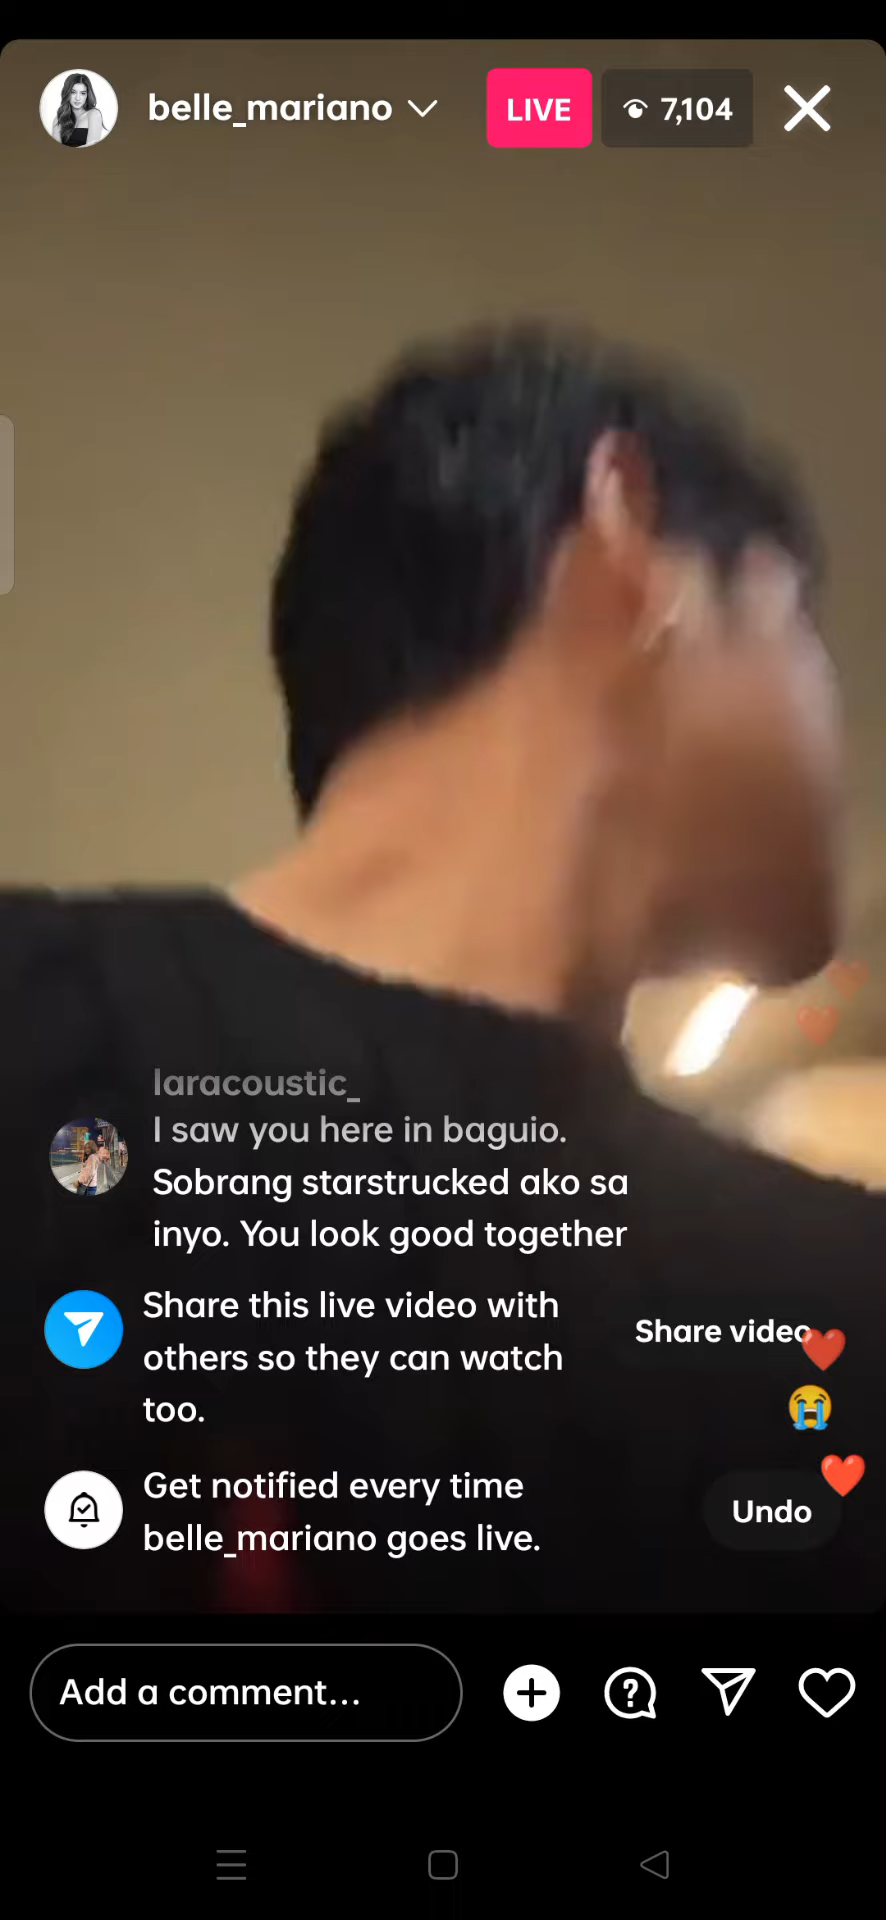 belle_mariano
LIVE
7,104
laracoustic_
I saw you here in baguio.
Sobrang starstrucked ako sa
inyo. You look good together
Share this live video with
others so they can watch
too.
Share video
Get notified every time
belle_mariano goes live.
Undo
Add a comment...